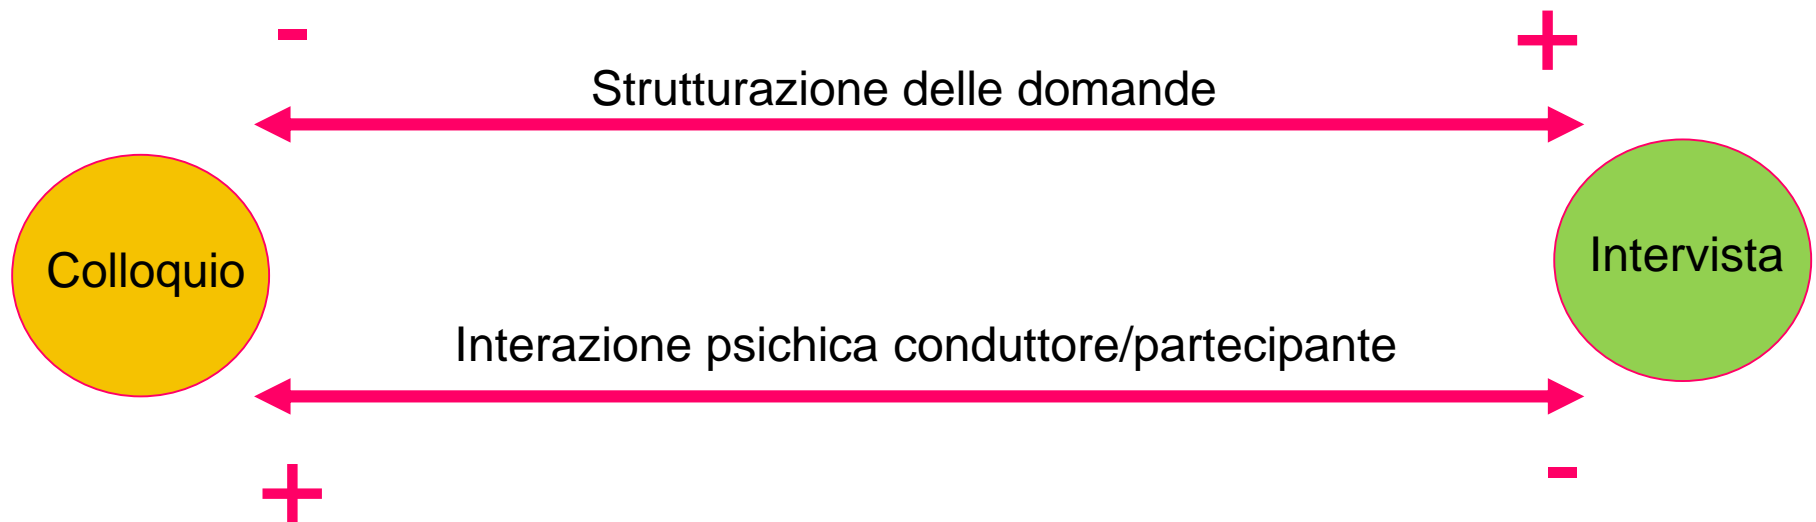 -
+
Strutturazione delle domande
Colloquio
Intervista
Interazione psichica conduttore/partecipante
+
-